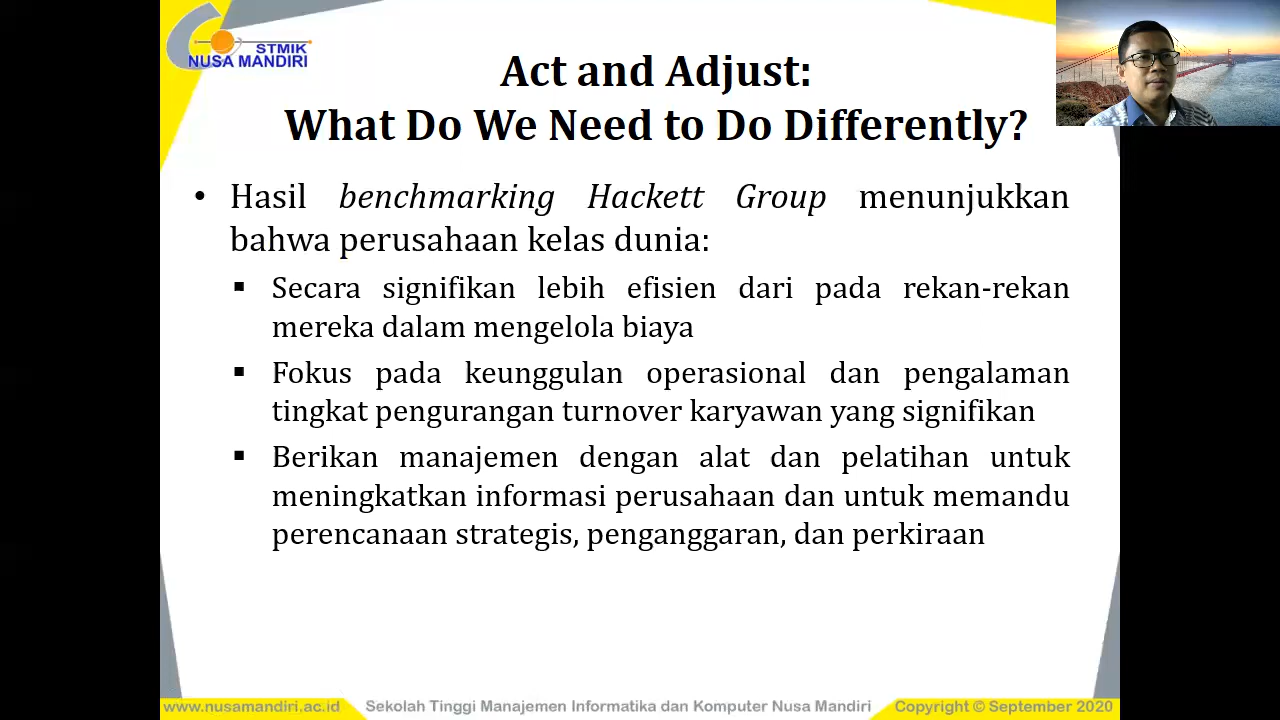 STMIK
NUSA MANDIRI
Act and Adjust:
What Do We Need to Do Differently?
• Hasil benchmarking Hackett Group menunjukkan
bahwa perusahaan kelas dunia:
▪ Secara signifikan lebih efisien dari pada rekan-rekan
mereka dalam mengelola biaya
▪ Fokus pada keunggulan operasional dan pengalaman
tingkat pengurangan turnover karyawan yang signifikan
▪ Berikan manajemen dengan alat dan pelatihan untuk
meningkatkan informasi perusahaan dan untuk memandu
perencanaan strategis, penganggaran, dan perkiraan
www.nusamandiri.ac.id Sekolah Tinggi Manajemen Informatika dan Komputer Nusa Mandiri Copyright © September 2020